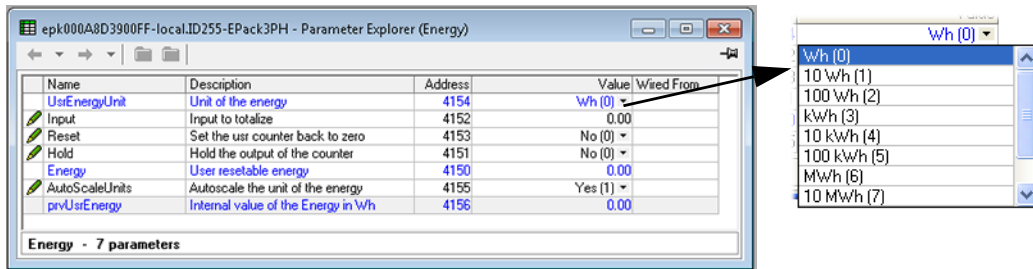 epk000A8D3900FF-local.ID255-EPack3PH - Parameter Explorer (Energy)
Name Description Address Value Wired From
UsrEnergyUnit Unit of the energy 4154 Wh (0)
Input Input to totalize 4152 0.00
Reset Set the usr counter back to zero 4153 No (0)
Hold Hold the output of the counter 4151 No (0)
Energy User resetable energy 4150 0.00
AutoScaleUnits Autoscale the unit of the energy 4155 Yes (1)
prvUsrEnergy Internal value of the Energy in Wh 4156 0.00
Energy - 7 parameters
Wh (0)
Wh (0)
10 Wh (1)
100 Wh (2)
kWh (3)
10 kWh (4)
100 kWh (5)
MWh (6)
10 MWh (7)